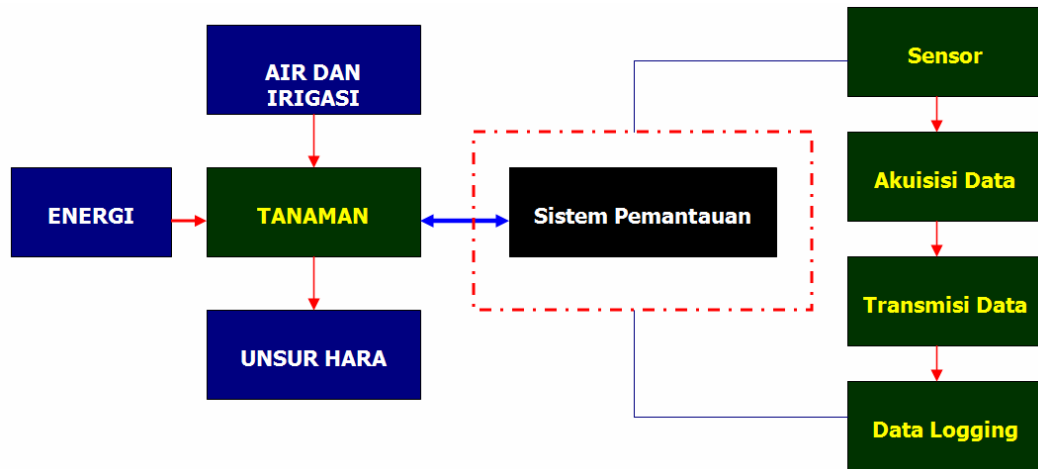 AIR DAN
IRIGASI
ENERGI
TANAMAN
UNSUR HARA
Sistem Pemantauan
Sensor
Akuisisi Data
Transmisi Data
Data Logging